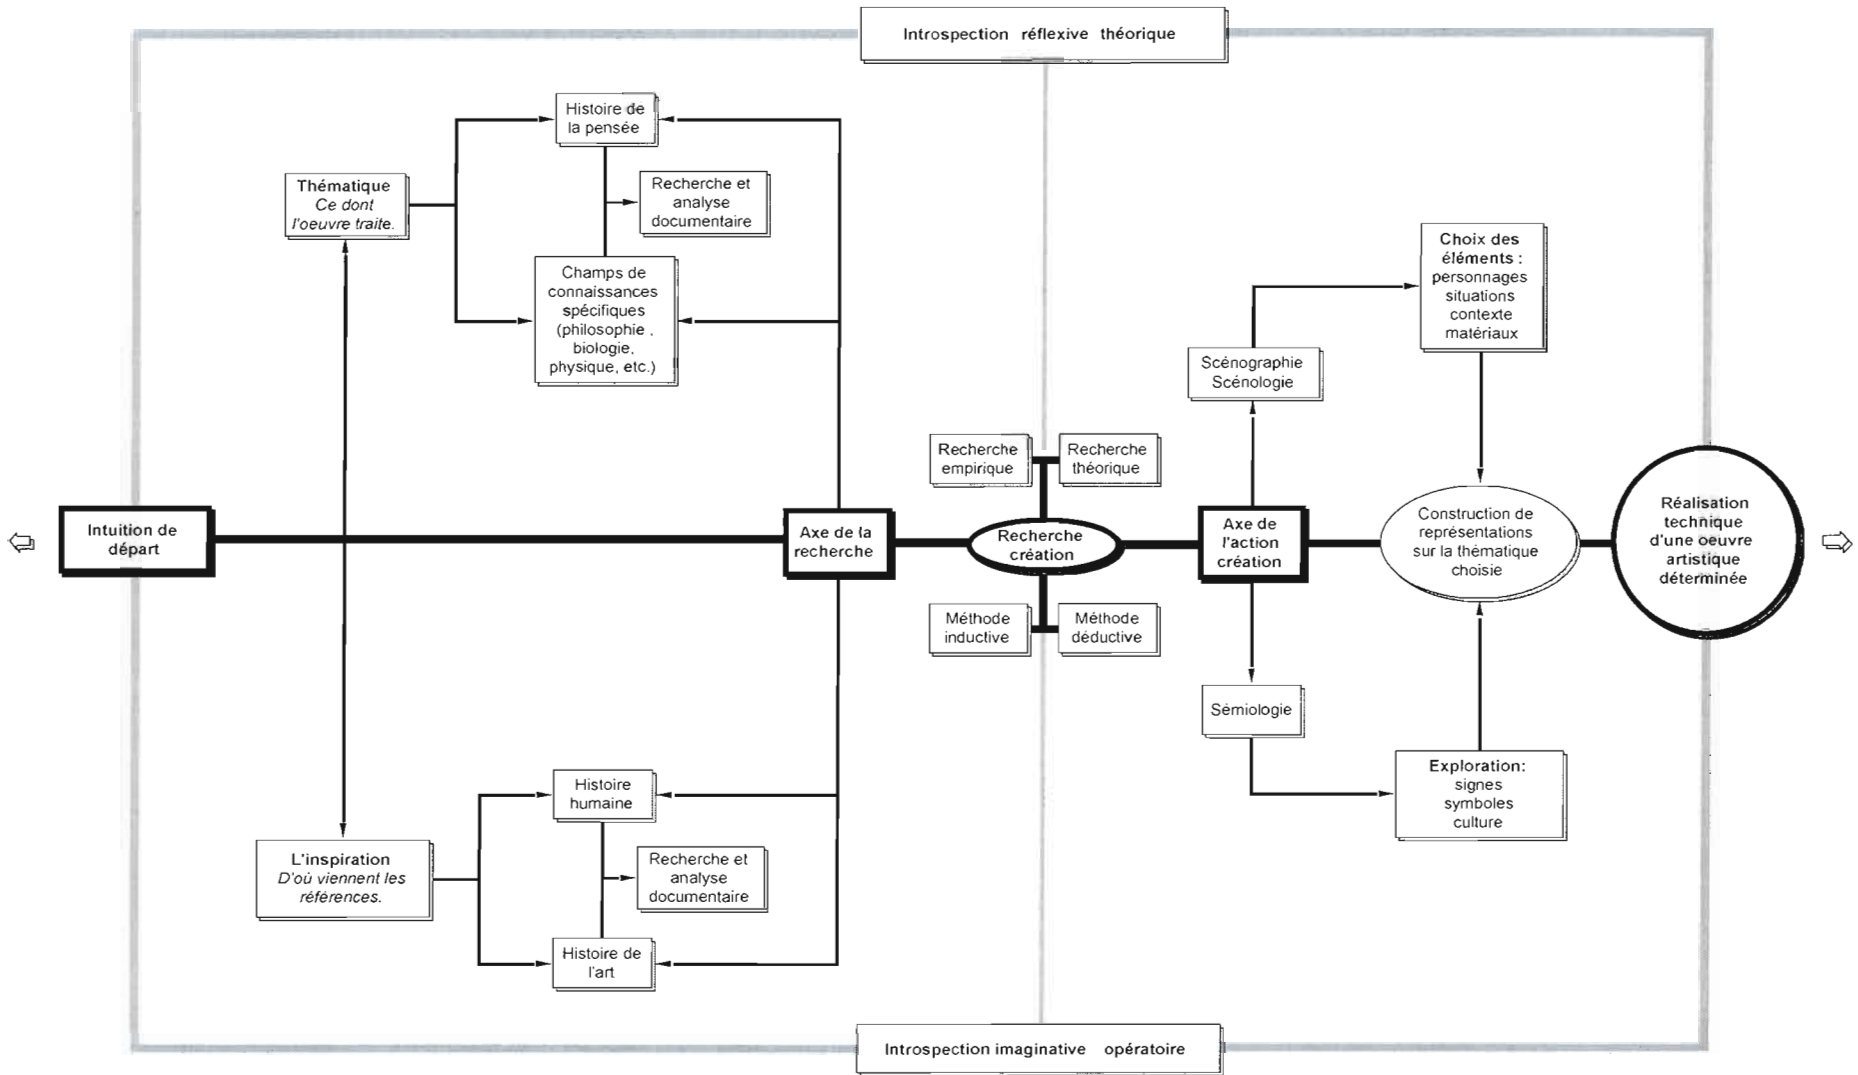 Introspection réflexive théorique
Histoire de
la pensée
Thématique
Ce dont
l'oeuvre traite.
Recherche et
analyse
documentaire
Champs de
connaissances
spécifiques
(philosophie ,
biologie,
physique, etc.)
Choix des
éléments :
personnages
situations
contexte
matériaux
Scénographie
Scénologie
Recherche
empirique
Recherche
théorique
Intuition de
départ
Axe de la
recherche
Recherche
création
Axe de
l'action
création
Construction de
représentations
sur la thématique
choisie
Réalisation
technique
d'une oeuvre
artistique
déterminée
Méthode
inductive
Méthode
déductive
Sémiologie
Histoire
humaine
Exploration:
signes
symboles
culture
L'inspiration
D'où viennent les
références.
Recherche et
analyse
documentaire
Histoire de
l'art
Introspection imaginative opératoire